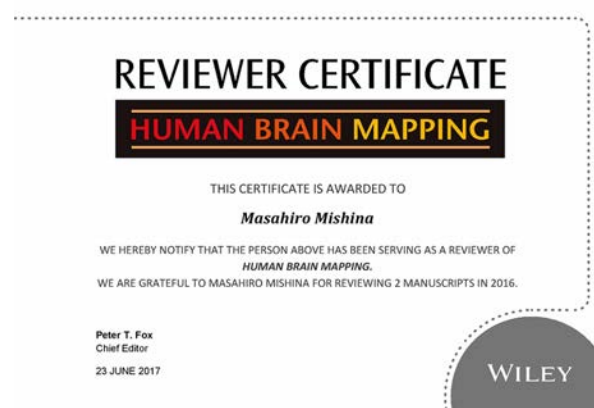 REVIEWER CERTIFICATE
HUMAN BRAIN MAPPING
THIS CERTIFICATE IS AWARDED TO
Masahiro Mishina
WE HEREBY NOTIFY THAT THE PERSON ABOVE HAS BEEN SERVING AS A REVIEWER OF
HUMAN BRAIN MAPPING.
WE ARE GRATEFUL TO MASAHIRO MISHINA FOR REVIEWING 2 MANUSCRIPTS IN 2016.
Peter T. Fox
Chief Editor
23 JUNE 2017
WILEY